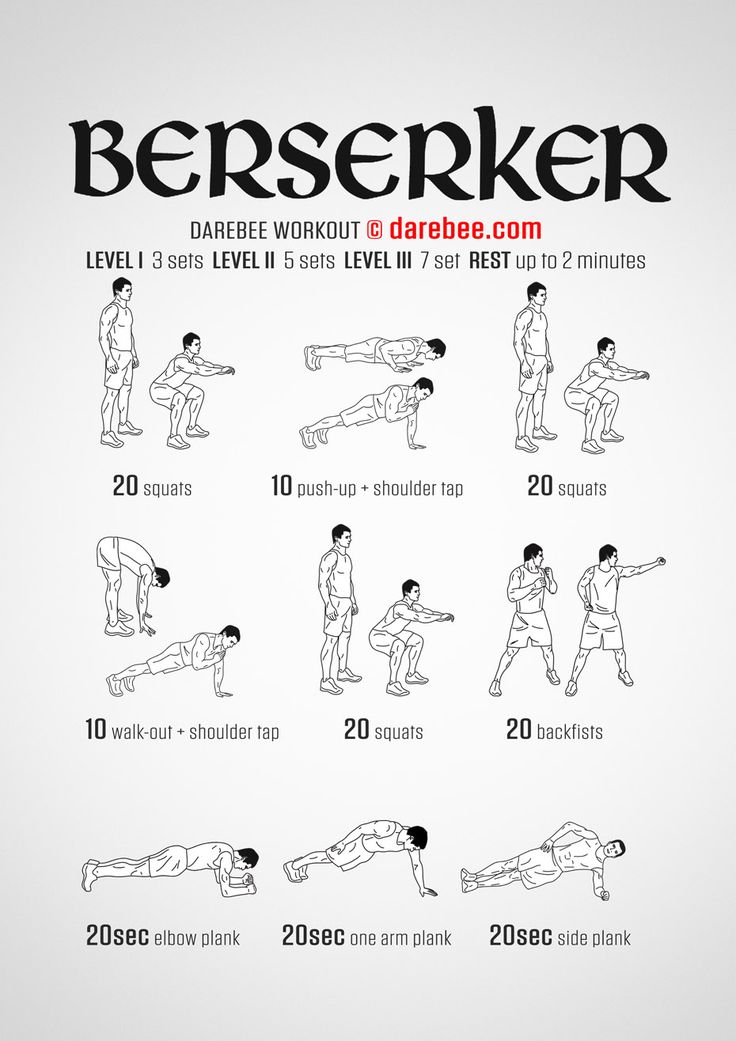 BERSERKER
DAREBEE WORKOUT © darebee.com
LEVEL I 3 sets LEVEL II 5 sets LEVEL III 7 set REST up to 2 minutes
20 squats
10 push-up + shoulder tap
20 squats
10 walk-out + shoulder tap
20 squats
20 backfists
20sec elbow plank
20sec one arm plank
20sec side plank